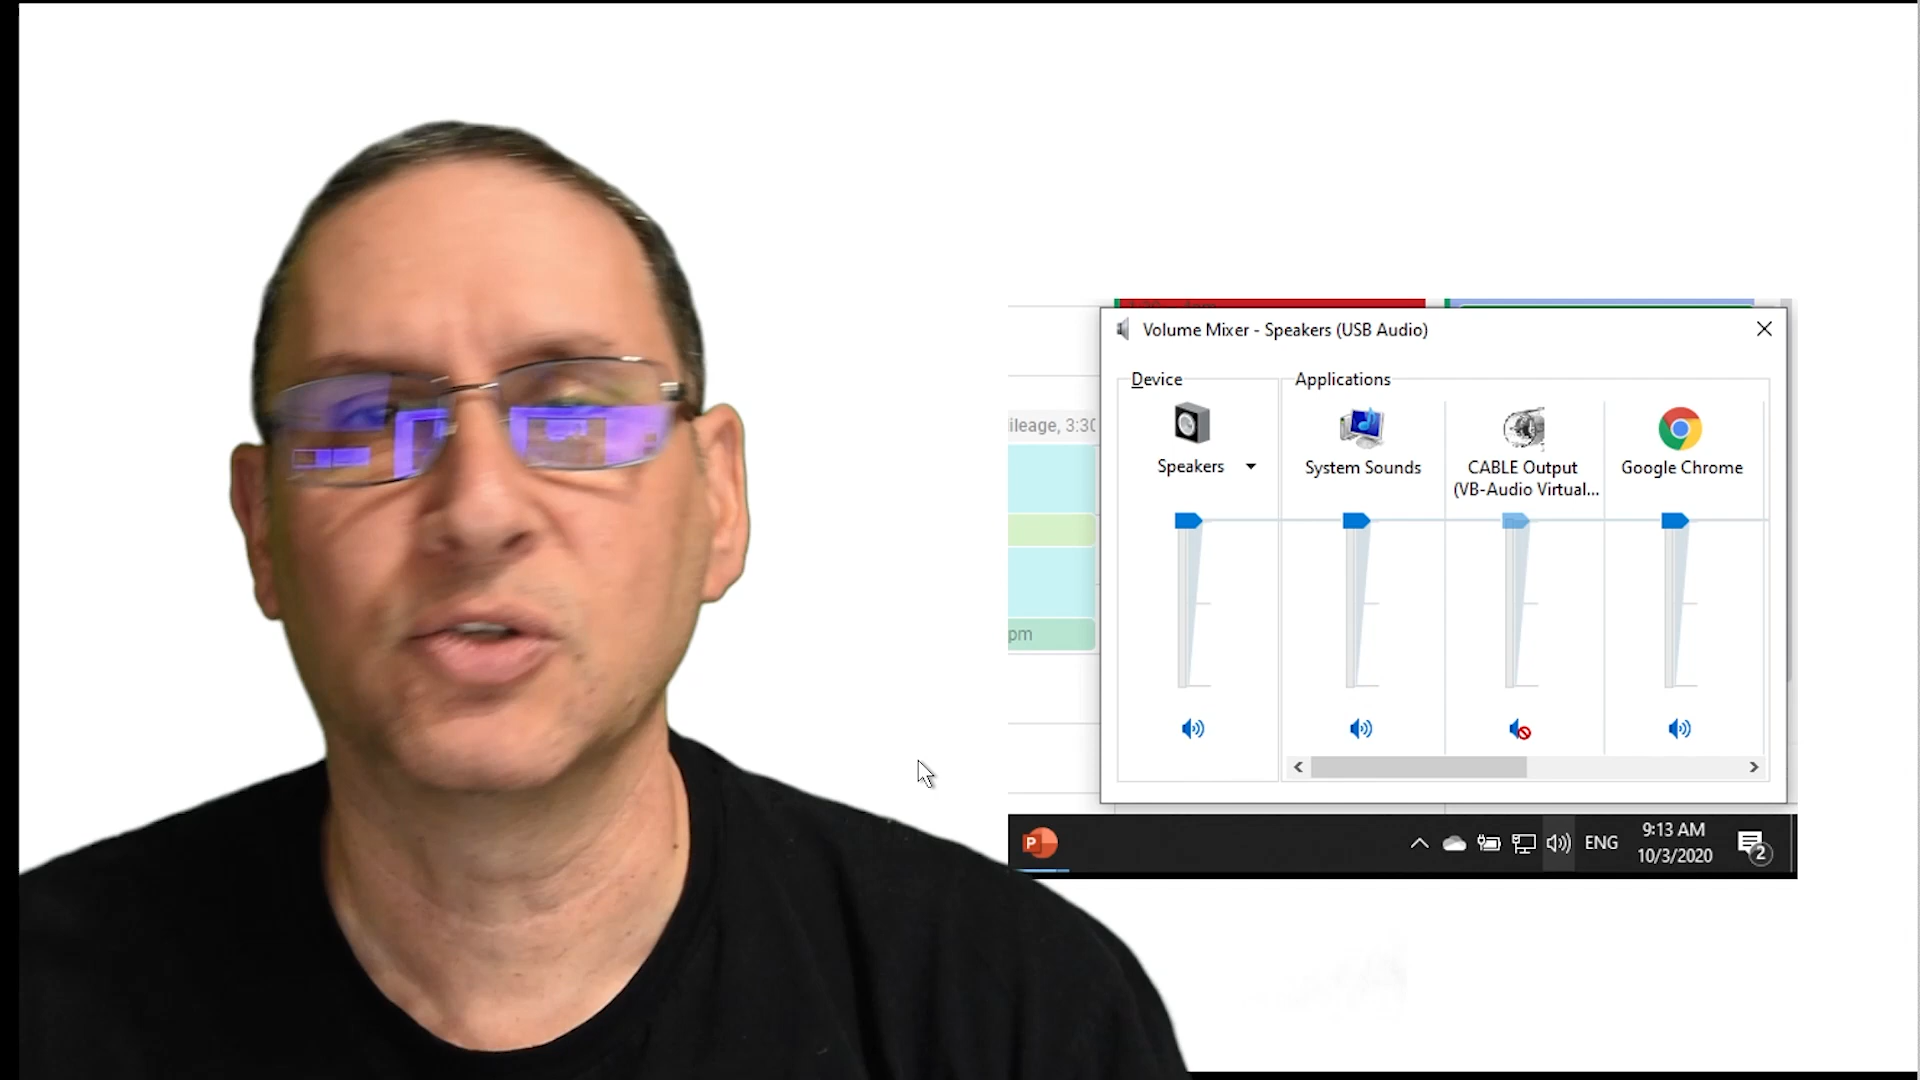 Volume Mixer - Speakers (USB Audio)
Device
Applications
Speakers
System Sounds
CABLE Output
(VB-Audio Virtual...
Google Chrome
ileage, 3:30
pm
P
ENG
9:13 AM
10/3/2020
2